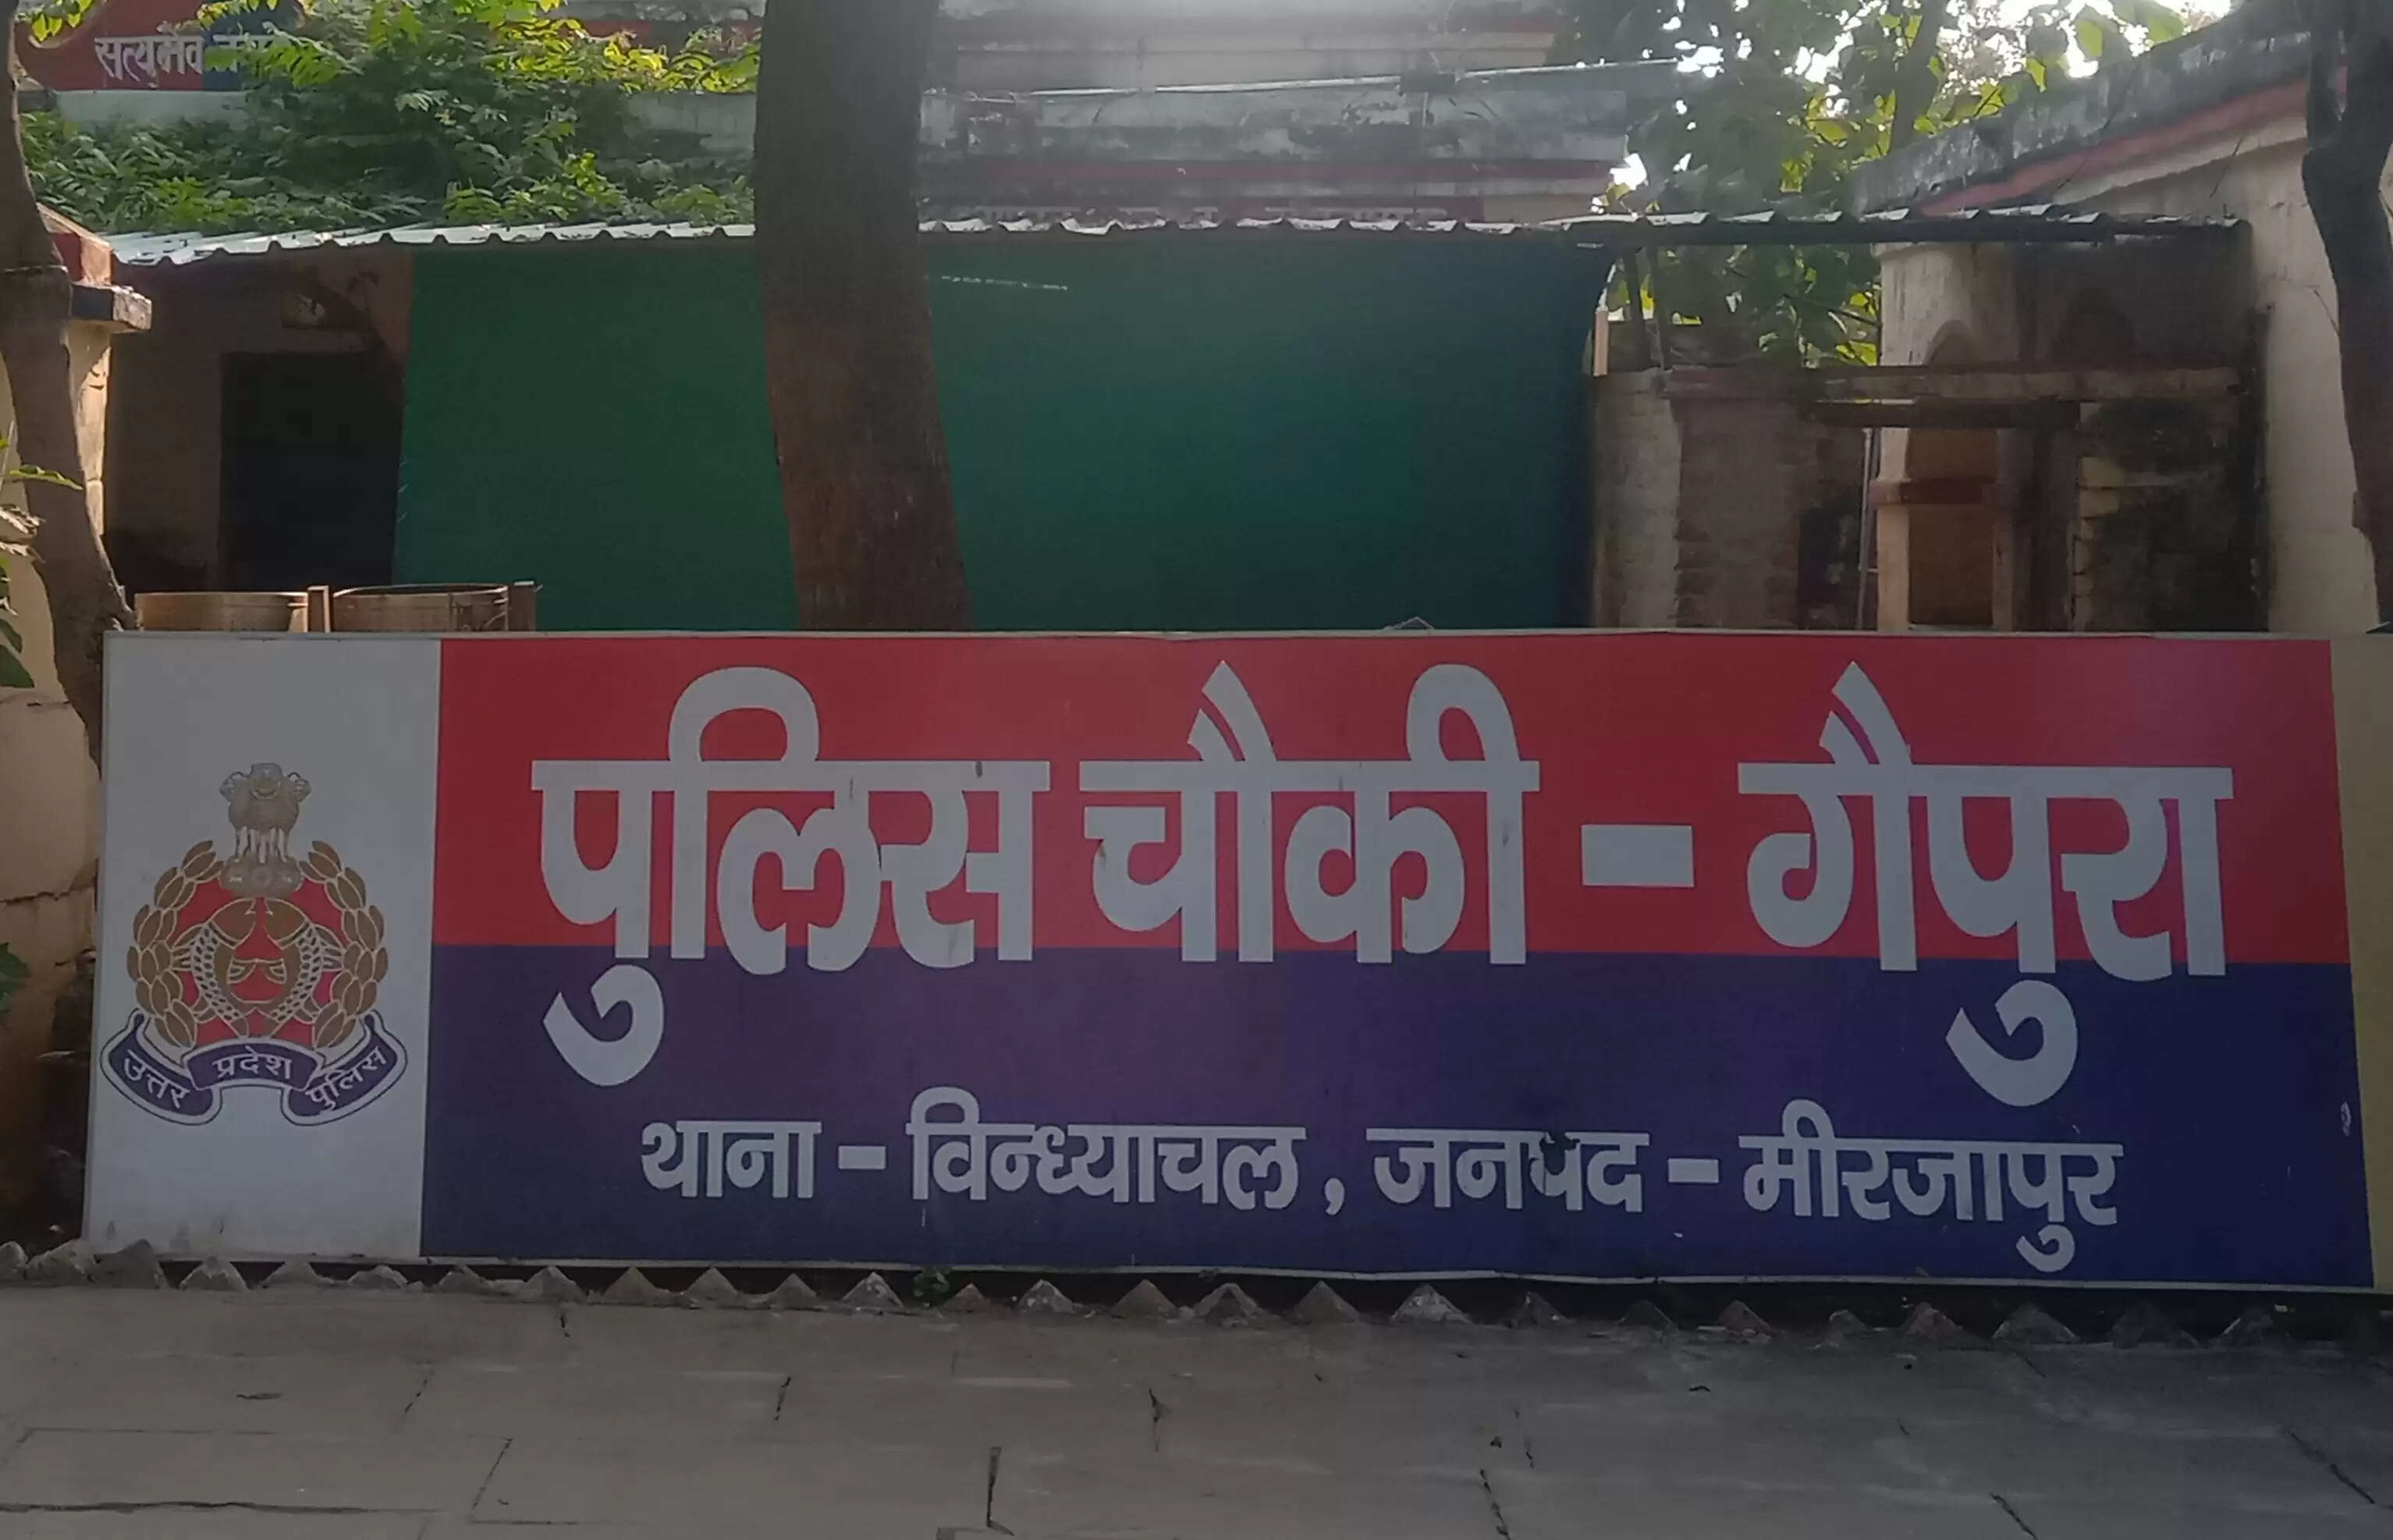 सत्यमेव
पुलिस चौकी - गैपुरा
थाना - विन्ध्याचल, जनपद - मीरजापुर
उत्तर प्रदेश पुलिस